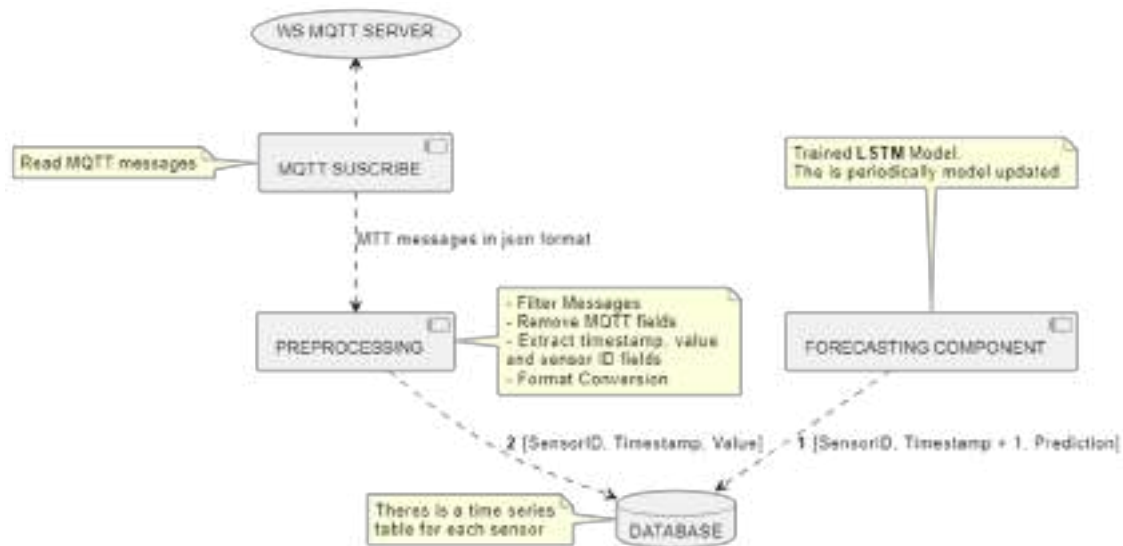 WS MQTT SERVER
Read MQTT messages
MQTT SUSCRIBE
Trained LSTM Model.
The is periodically model updated
MTT messages in json format
PREPROCESSING
- Filter Messages
- Remove MQTT fields
- Extract timestamp, value
and sensor ID fields
- Format Conversion
FORECASTING COMPONENT
2 [SensorID, Timestamp, Value]
1 [SensorID, Timestamp + 1, Prediction]
Theres is a time series
table for each sensor
DATABASE